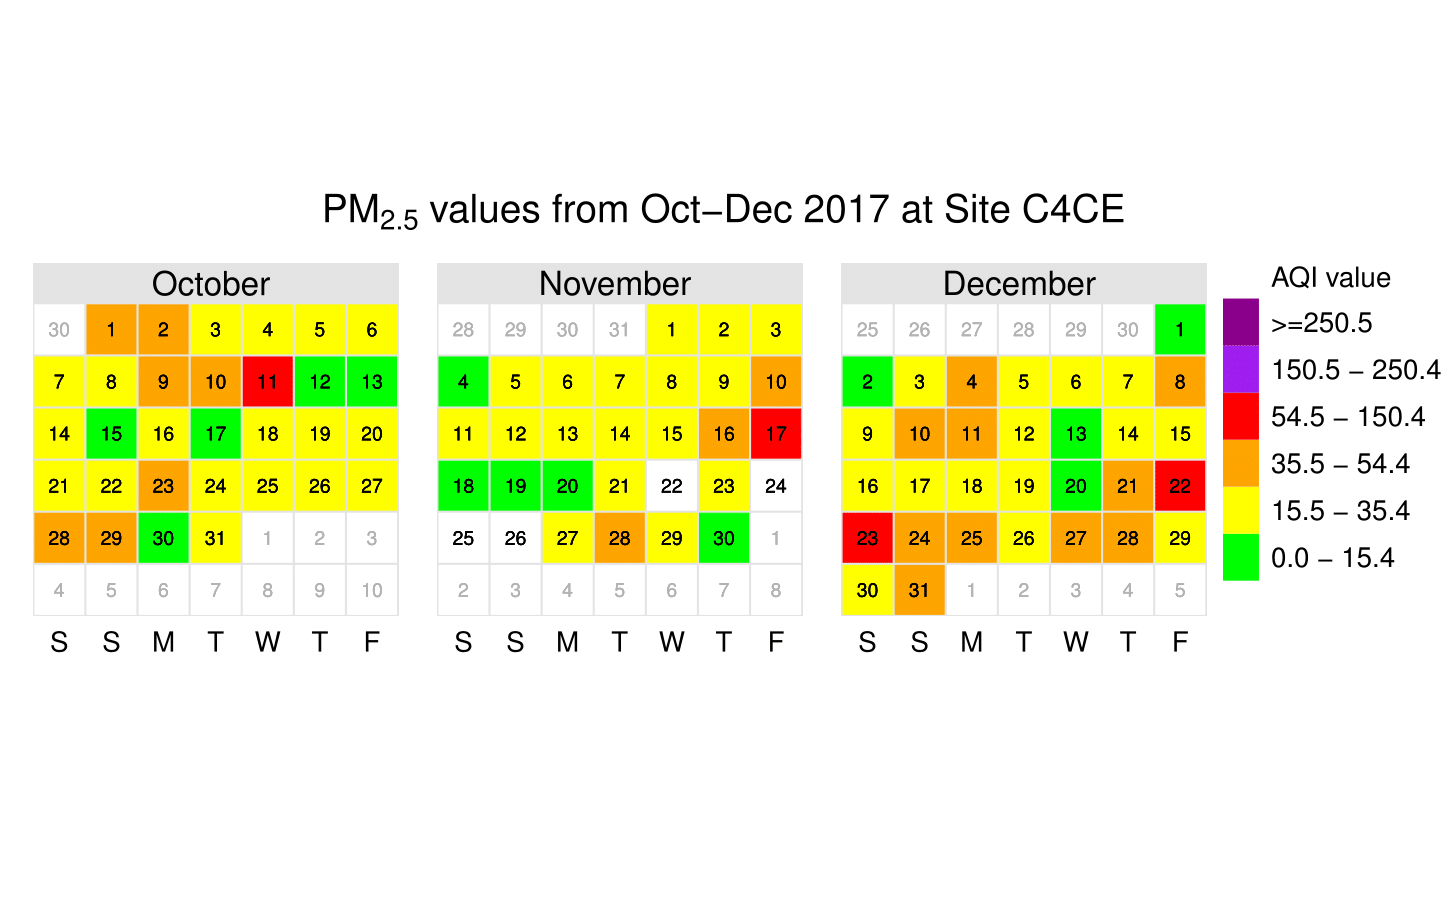 PM2.5 values from Oct−Dec 2017 at Site C4CE
October
30 1 2 3 4 5 6
7 8 9 10 11 12 13
14 15 16 17 18 19 20
21 22 23 24 25 26 27
28 29 30 31 1 2 3
4 5 6 7 8 9 10
S S M T W T F
November
28 29 30 31 1 2 3
4 5 6 7 8 9 10
11 12 13 14 15 16 17
18 19 20 21 22 23 24
25 26 27 28 29 30 1
2 3 4 5 6 7 8
S S M T W T F
December
25 26 27 28 29 30 1
2 3 4 5 6 7 8
9 10 11 12 13 14 15
16 17 18 19 20 21 22
23 24 25 26 27 28 29
30 31 1 2 3 4 5
S S M T W T F
AQI value
>=250.5
150.5 − 250.4
54.5 − 150.4
35.5 − 54.4
15.5 − 35.4
0.0 − 15.4